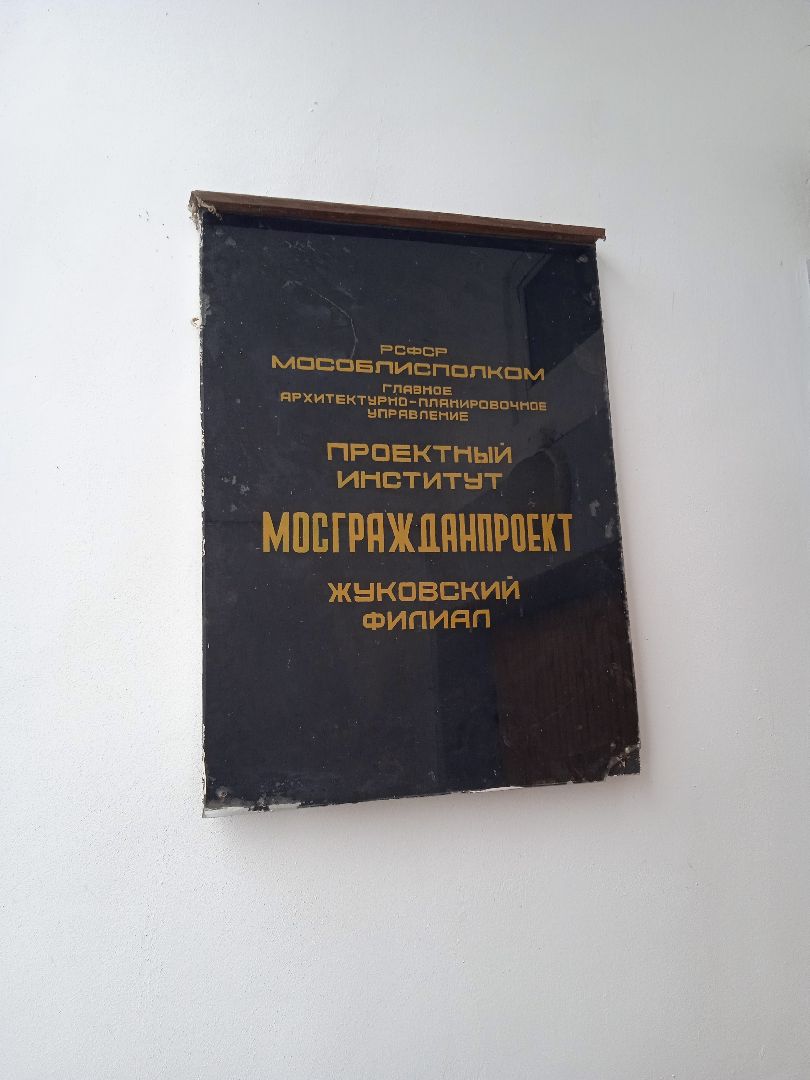 РСФСР
МОСОБЛИСПОЛКОМ
ГЛАВНОЕ
АРХИТЕКТУРНО-ПЛАНИРОВОЧНОЕ
УПРАВЛЕНИЕ
ПРОЕКТНЫЙ
ИНСТИТУТ
МОСГРАЖДАНПРОЕКТ
ЖУКОВСКИЙ
ФИЛИАЛ